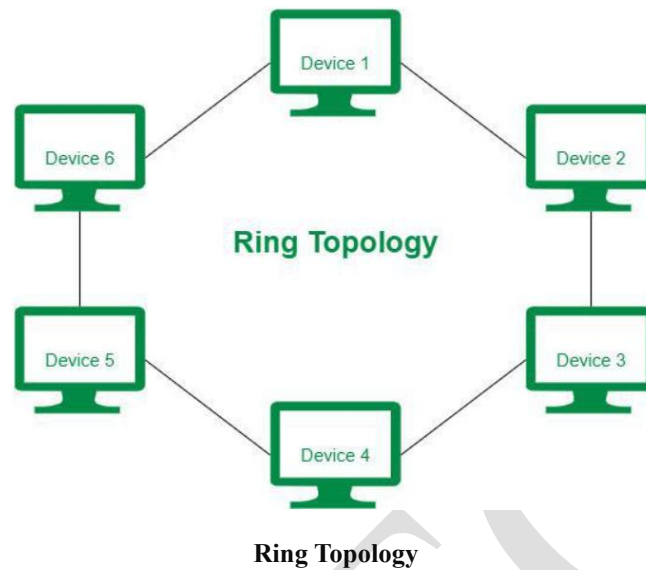 Device 1
Device 6
Device 2
Ring Topology
Device 5
Device 3
Device 4
Ring Topology